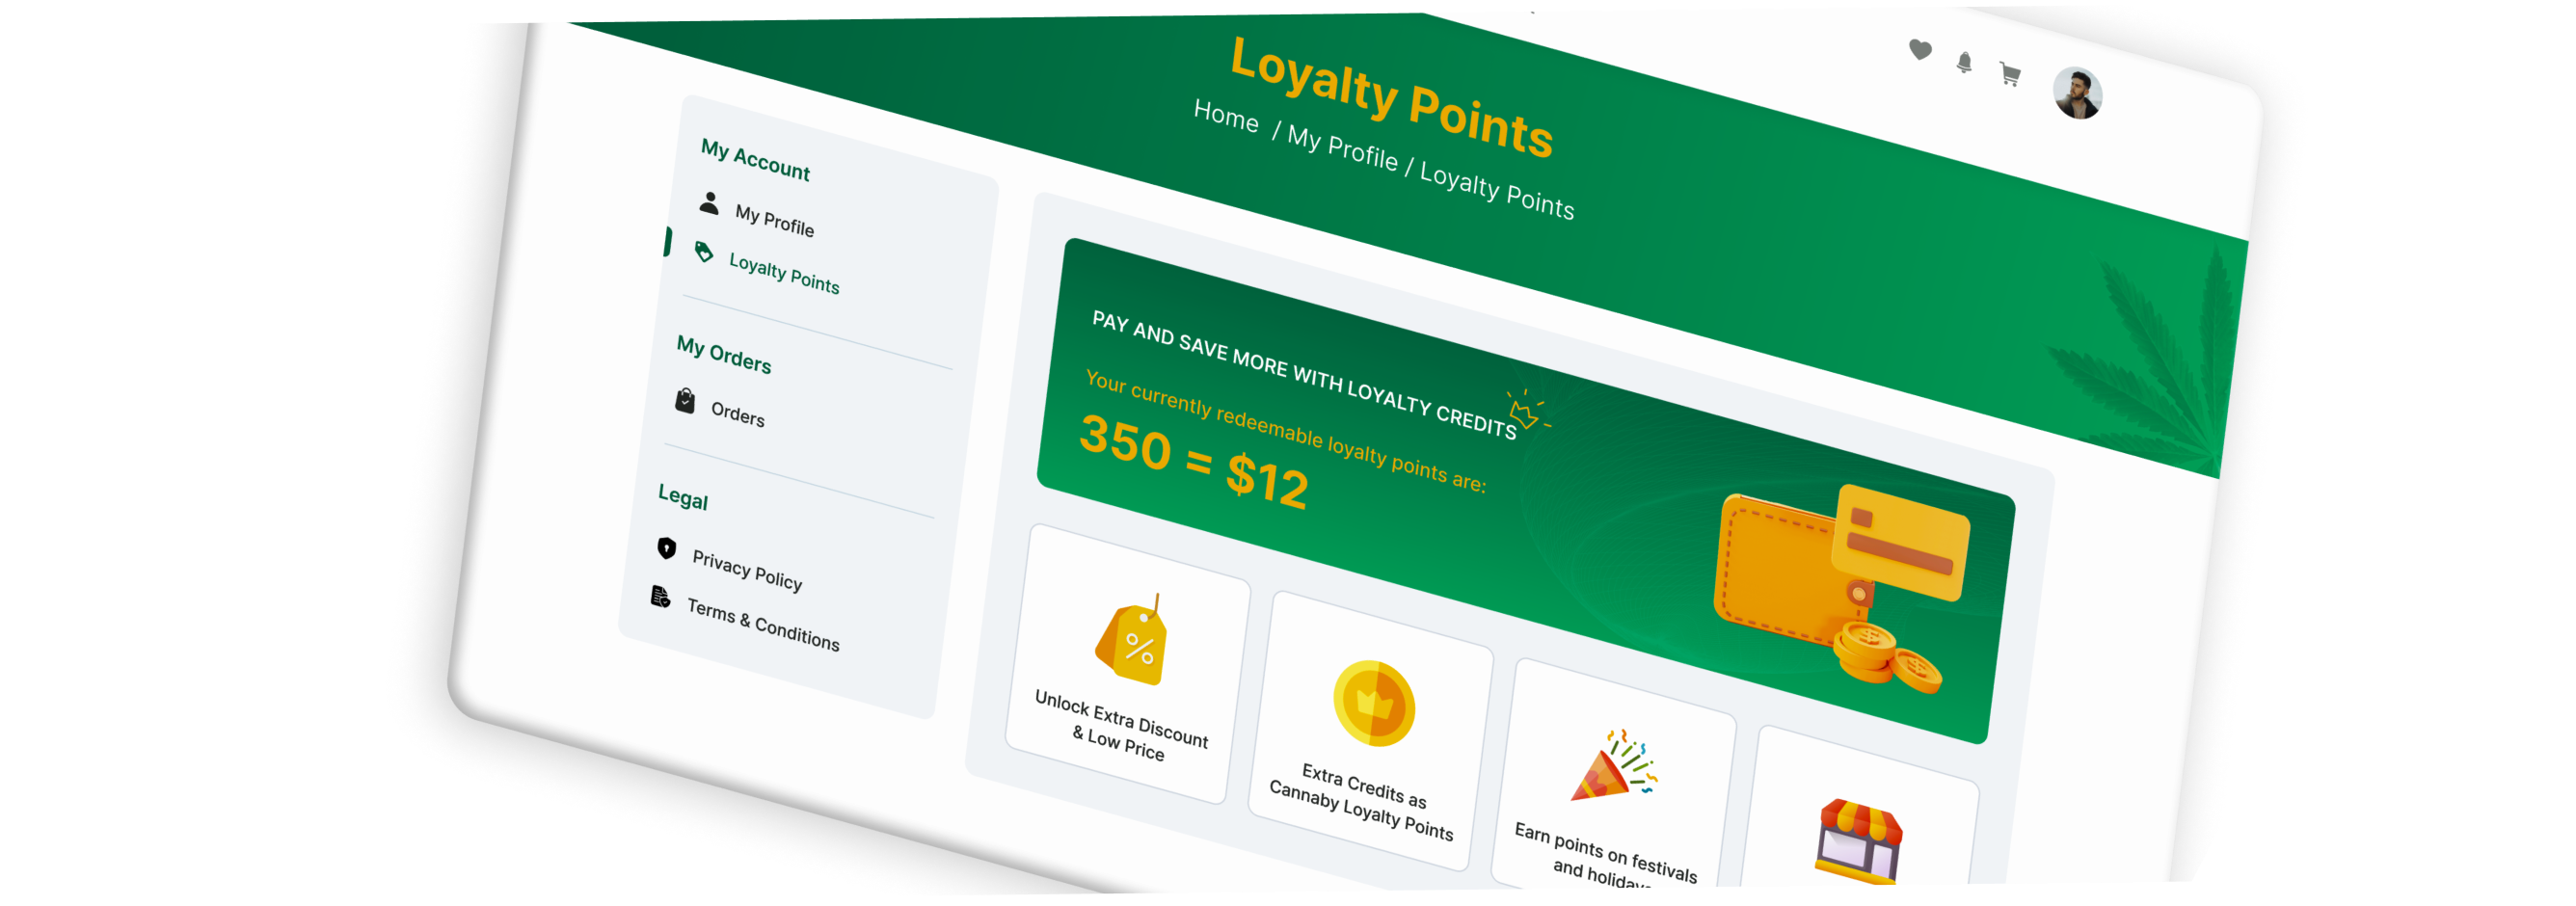 Loyalty Points
Home / My Profile / Loyalty Points
My Account
My Profile
Loyalty Points
My Orders
Orders
Legal
Privacy Policy
Terms & Conditions
PAY AND SAVE MORE WITH LOYALTY CREDITS
Your currently redeemable loyalty points are:
350 = $12
Unlock Extra Discount
& Low Price
Extra Credits as
Cannaby Loyalty Points
Earn points on festivals
and holidays